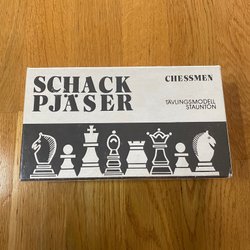 SCHACK
PJÄSER
CHESSMEN
TÄVLINGSMODELL
STAUNTON